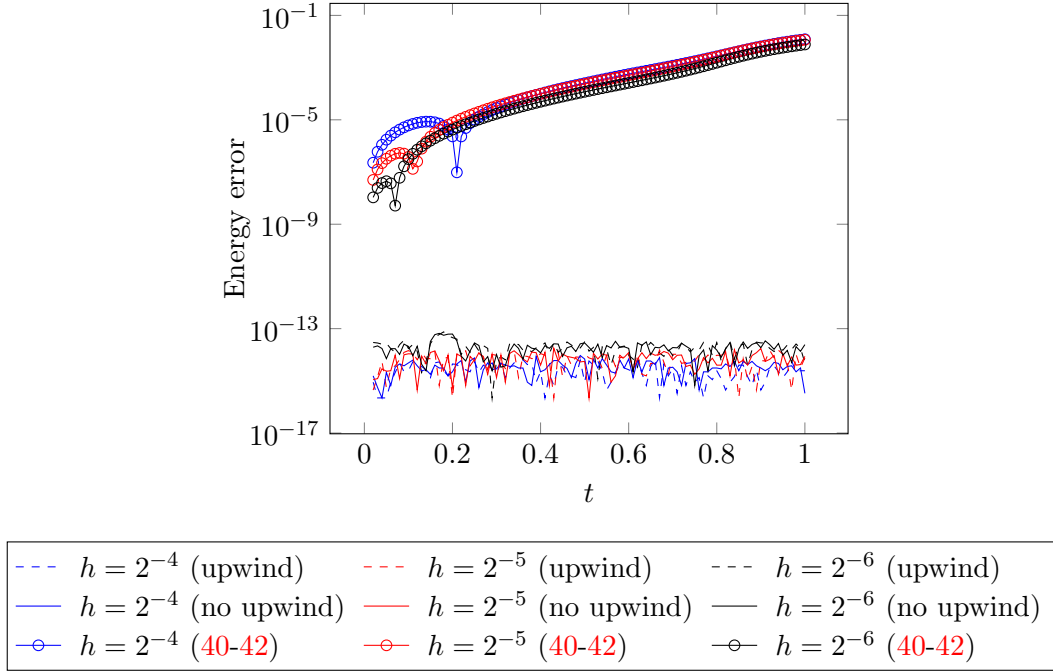 10⁻¹
10⁻⁵
10⁻⁹
10⁻¹³
10⁻¹⁷
Energy error
0 0.2 0.4 0.6 0.8 1
t
h = 2⁻⁴ (upwind) h = 2⁻⁵ (upwind) h = 2⁻⁶ (upwind)
h = 2⁻⁴ (no upwind) h = 2⁻⁵ (no upwind) h = 2⁻⁶ (no upwind)
h = 2⁻⁴ (40-42) h = 2⁻⁵ (40-42) h = 2⁻⁶ (40-42)